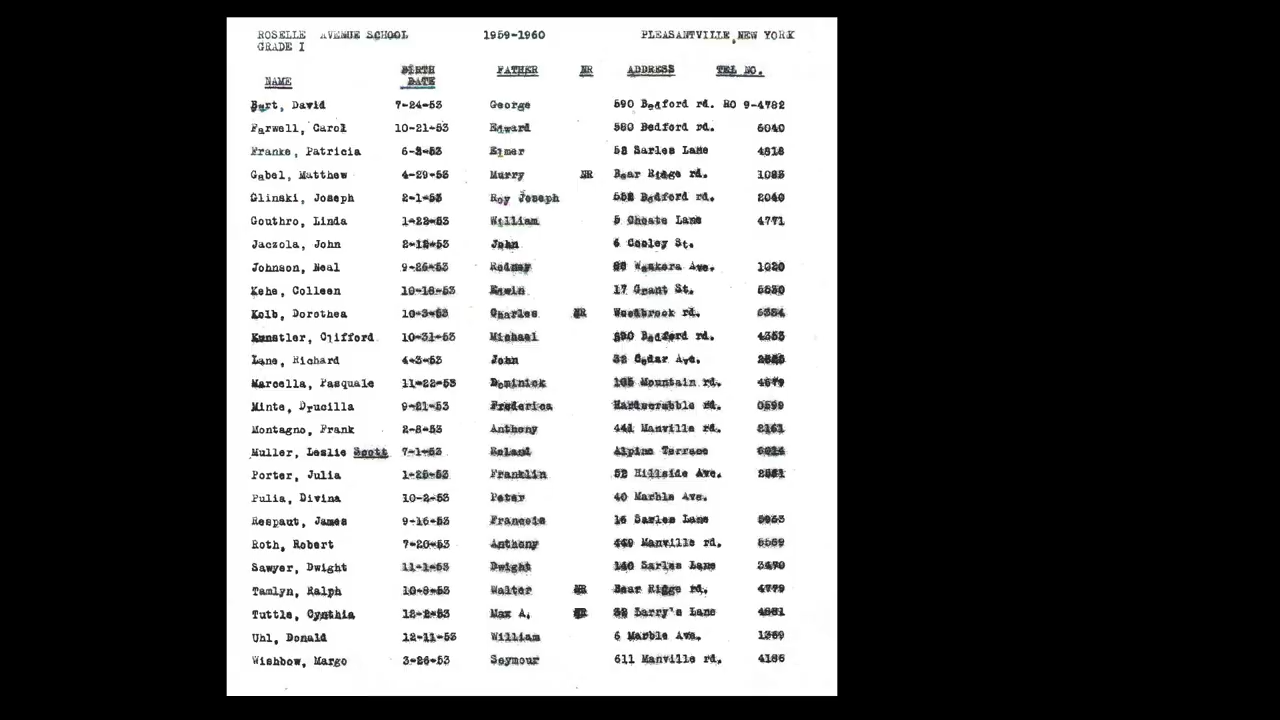 ROSELLE AVENUE SCHOOL 1959-1960 PLEASANTVILLE, NEW YORK
GRADE I
NAME BIRTH DATE FATHER NR ADDRESS TEL NO.
Burt, David 7-24-53 George 590 Bedford rd. RO 9-4782
Farwell, Carol 10-21-53 Edward 580 Bedford rd. 6040
Franke, Patricia 6-2-53 Elmer 52 Sarles Lane 4818
Gabel, Matthew 4-29-53 Murry NR Bear Ridge rd.
Glinski, Joseph 2-1-53 Roy Joseph Bedford rd. 2040
Gouthro, Linda 1-22-53 William 5 Choate Lane 4771
Jaczola, John 2-12-53 John 6 Cooley St.
Johnson, Neal 9-26-53 Rodney Ave. 1020
Kehe, Colleen 10-18-53 Edwin 17 Grant St. 5530
Kolb, Dorothea 10-3-53 Charles NR Woodbrook rd.
Kunstler, Clifford 10-31-53 Michael Bedford rd. 4353
Lane, Richard 4-3-53 John Cedar Ave.
Marcella, Pasquale 11-22-53 Dominick 105 Mountain rd. 4679
Minte, Drucilla 9-21-53 Frederica Hardscrabble rd. 0599
Montagno, Frank 2-8-53 Anthony 441 Manville rd. 2161
Muller, Leslie Scott 7-1-53 Roland Alpine Terrace
Porter, Julia 1-25-53 Franklin 52 Hillside Ave.
Pulia, Divina 10-2-53 Peter 40 Marble Ave.
Respaut, James 9-16-53 Francois 16 Sarles Lane
Roth, Robert 7-20-53 Anthony 449 Manville rd. 5559
Sawyer, Dwight 11-1-53 Dwight 140 Sarles Lane 3470
Tamlyn, Ralph 10-8-53 Walter NR Bear Ridge rd. 4779
Tuttle, Cynthia 12-2-53 Max A. NR Larry's Lane
Uhl, Donald 12-11-53 William 6 Marble Ave. 1369
Wishbow, Margo 3-26-53 Seymour 611 Manville rd. 4186